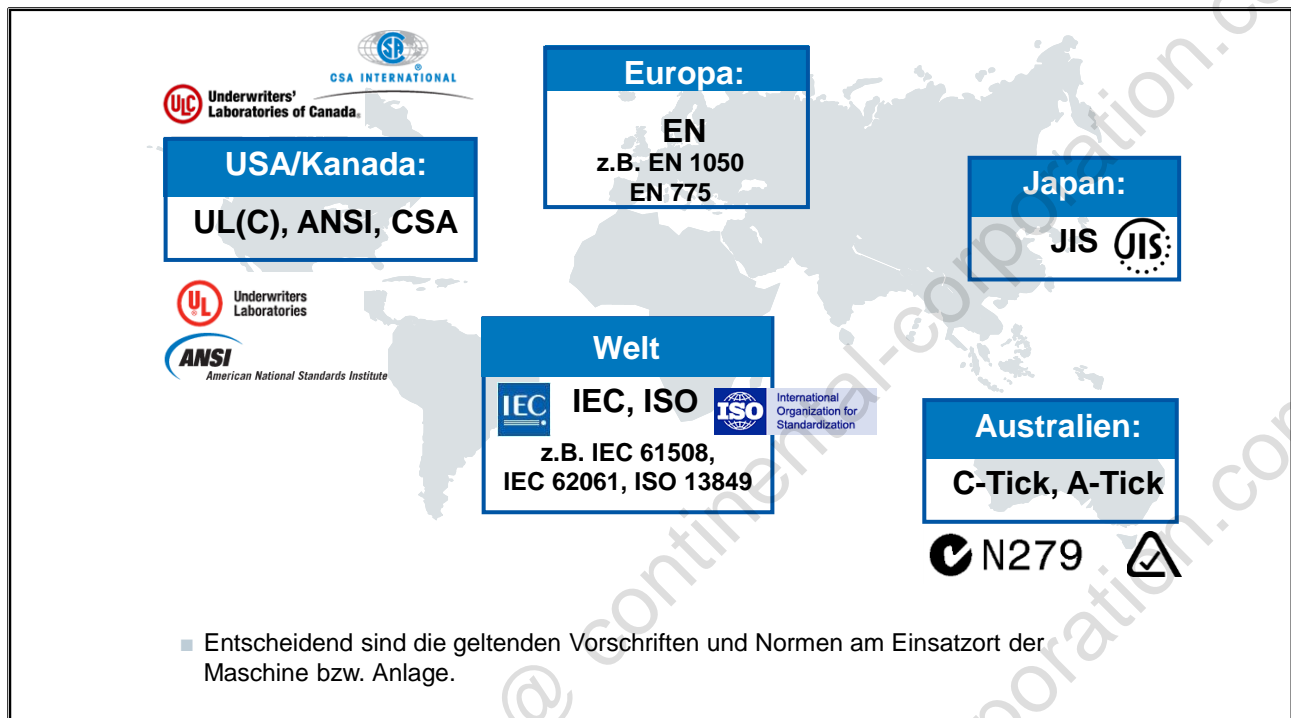 CSA INTERNATIONAL
ULC Underwriters'
Laboratories of Canada®
USA/Kanada:
UL(C), ANSI, CSA
UL Underwriters
Laboratories
ANSI
American National Standards Institute
Europa:
EN
z.B. EN 1050
EN 775
Japan:
JIS JIS
Welt
IEC IEC, ISO ISO
International
Organization for
Standardization
z.B. IEC 61508,
IEC 62061, ISO 13849
Australien:
C-Tick, A-Tick
N279
Entscheidend sind die geltenden Vorschriften und Normen am Einsatzort der
Maschine bzw. Anlage.
@ continental-corporation.com